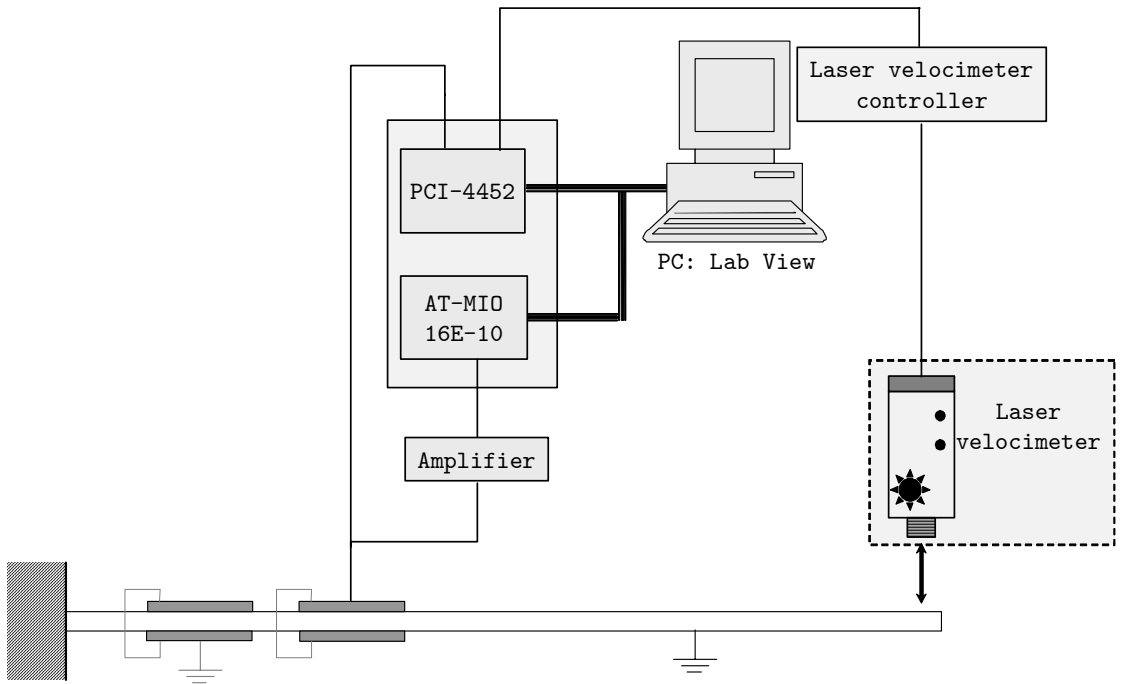 Laser velocimeter
controller
PCI-4452
PC: Lab View
AT-MIO
16E-10
Laser
velocimeter
Amplifier